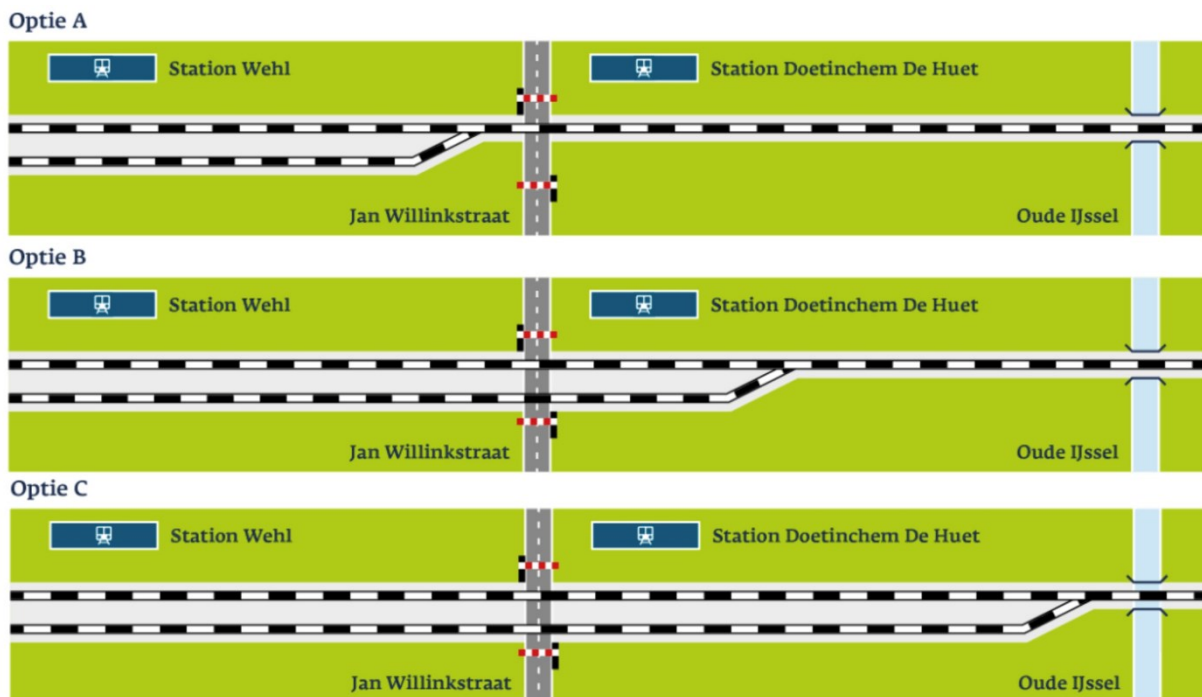 Optie A
Station Wehl
Station Doetinchem De Huet
Jan Willinkstraat
Oude IJssel
Optie B
Station Wehl
Station Doetinchem De Huet
Jan Willinkstraat
Oude IJssel
Optie C
Station Wehl
Station Doetinchem De Huet
Jan Willinkstraat
Oude IJssel